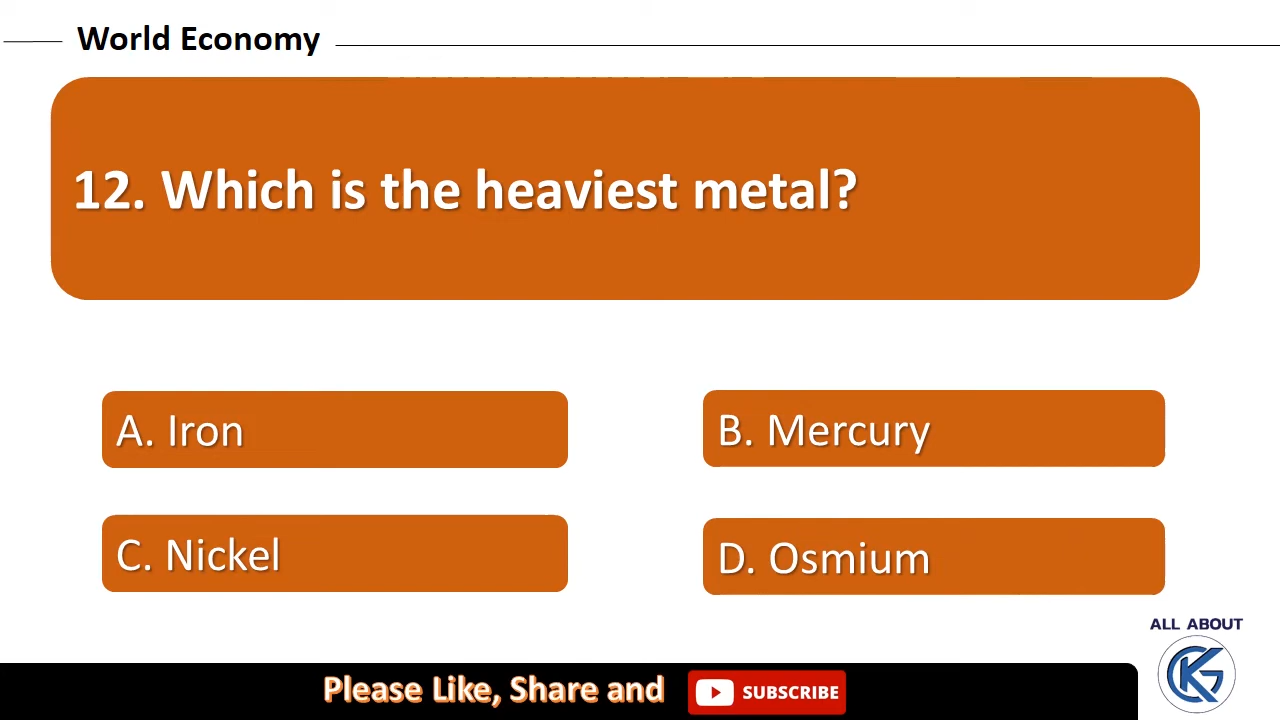 World Economy
12. Which is the heaviest metal?
A. Iron
B. Mercury
C. Nickel
D. Osmium
ALL ABOUT
GK
Please Like, Share and
SUBSCRIBE